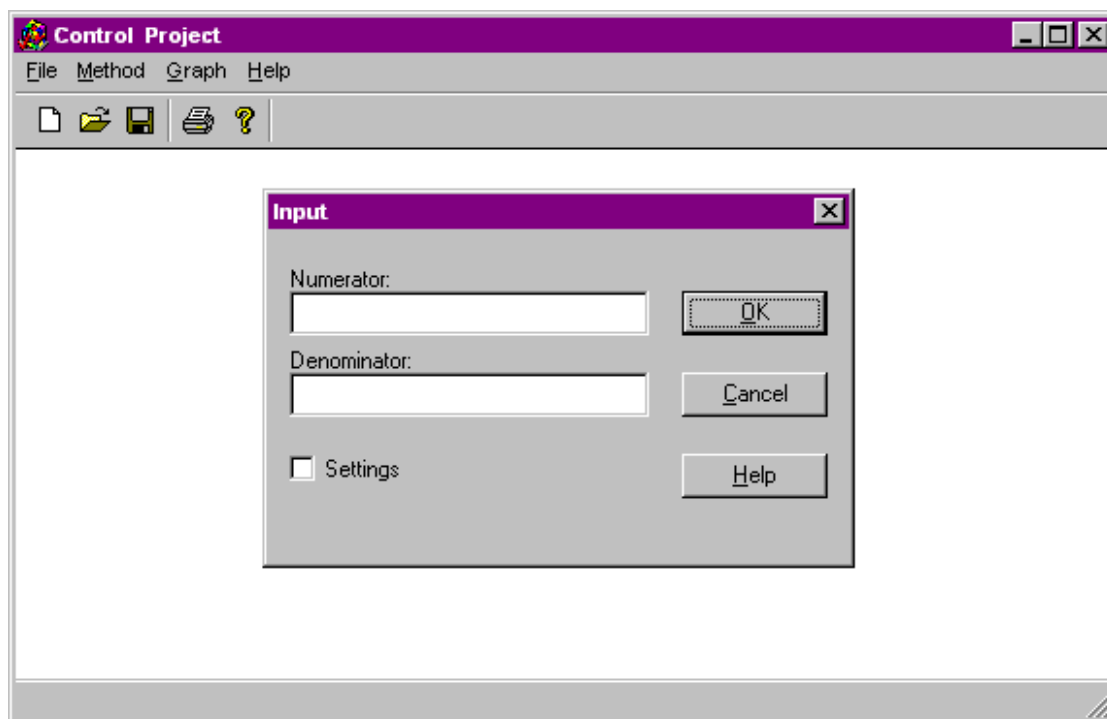 Control Project
File Method Graph Help
Input
Numerator:
OK
Denominator:
Cancel
Settings
Help